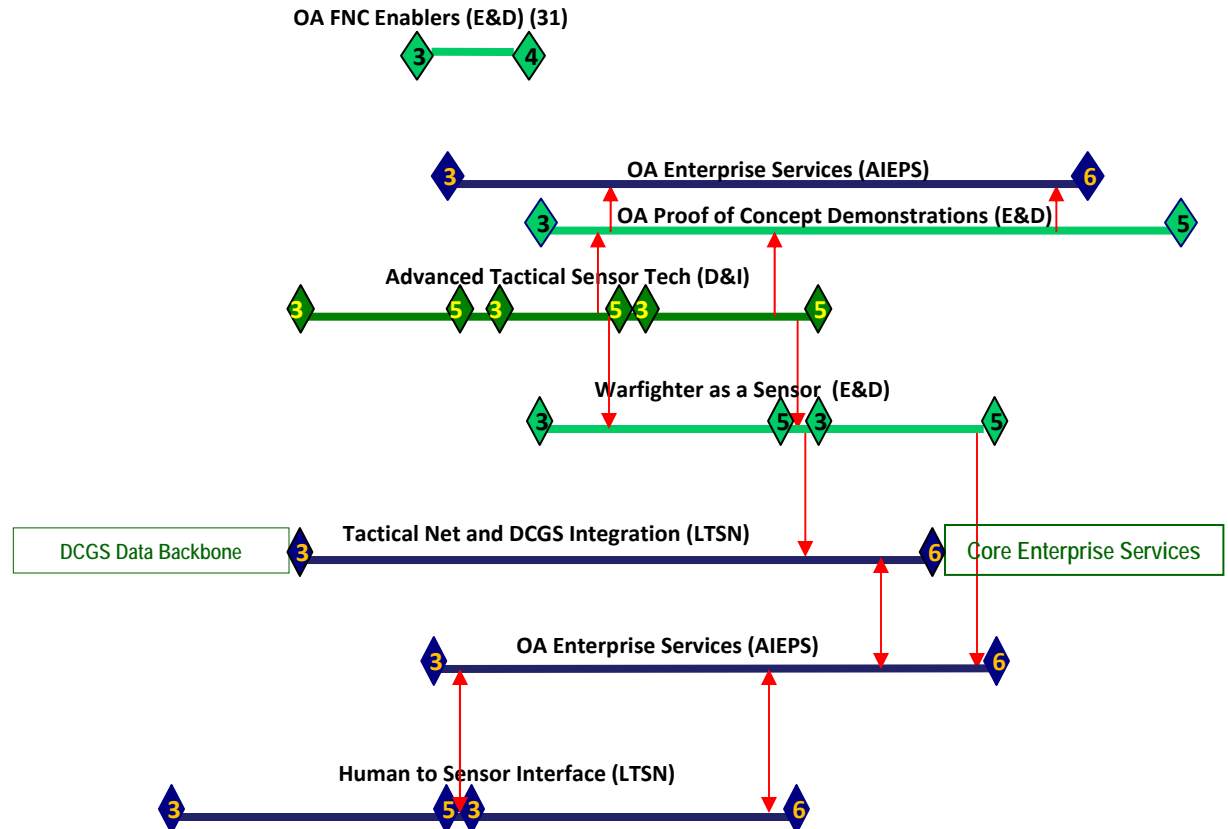 OA FNC Enablers (E&D) (31)
3 4
OA Enterprise Services (AIEPS)
3 6
OA Proof of Concept Demonstrations (E&D)
3 5
Advanced Tactical Sensor Tech (D&I)
3 5 3 5 3 5
Warfighter as a Sensor (E&D)
3 5 3 5
Tactical Net and DCGS Integration (LTSN)
DCGS Data Backbone 3 6 Core Enterprise Services
OA Enterprise Services (AIEPS)
3 6
Human to Sensor Interface (LTSN)
3 5 3 6